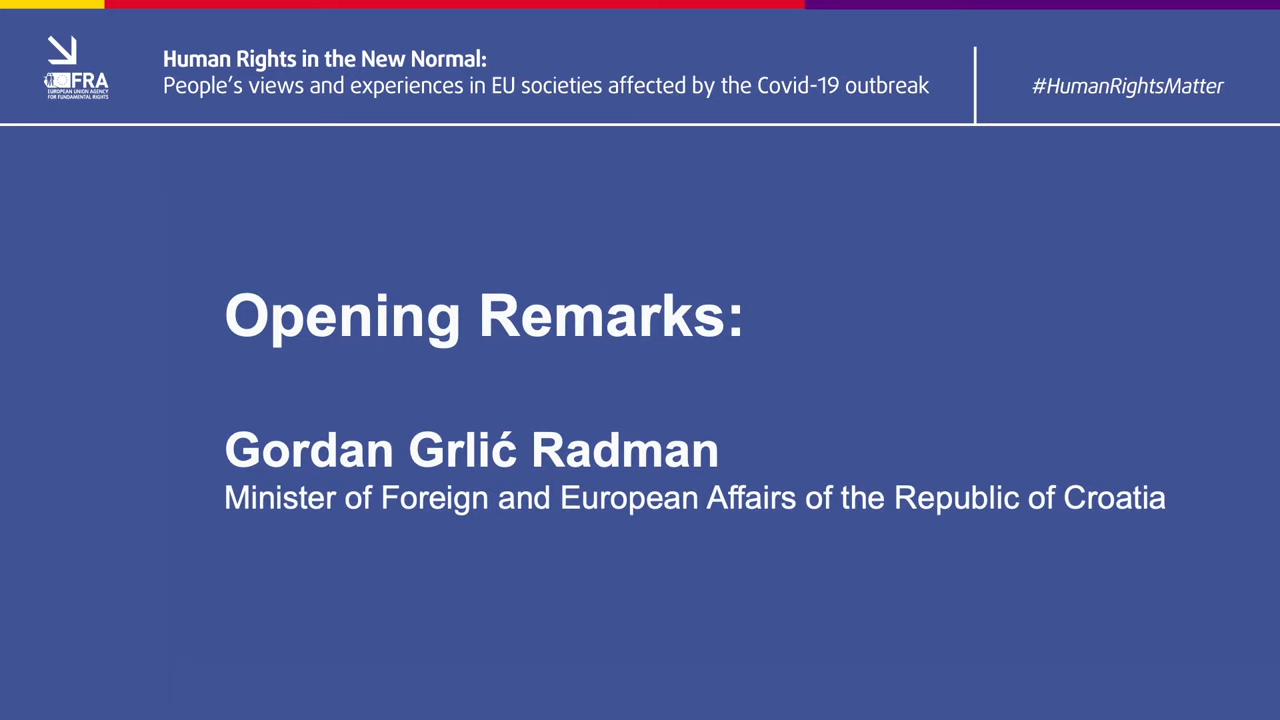 FRA
EUROPEAN UNION AGENCY
FOR FUNDAMENTAL RIGHTS
Human Rights in the New Normal:
People's views and experiences in EU societies affected by the Covid-19 outbreak
#HumanRightsMatter
Opening Remarks:
Gordan Grlić Radman
Minister of Foreign and European Affairs of the Republic of Croatia